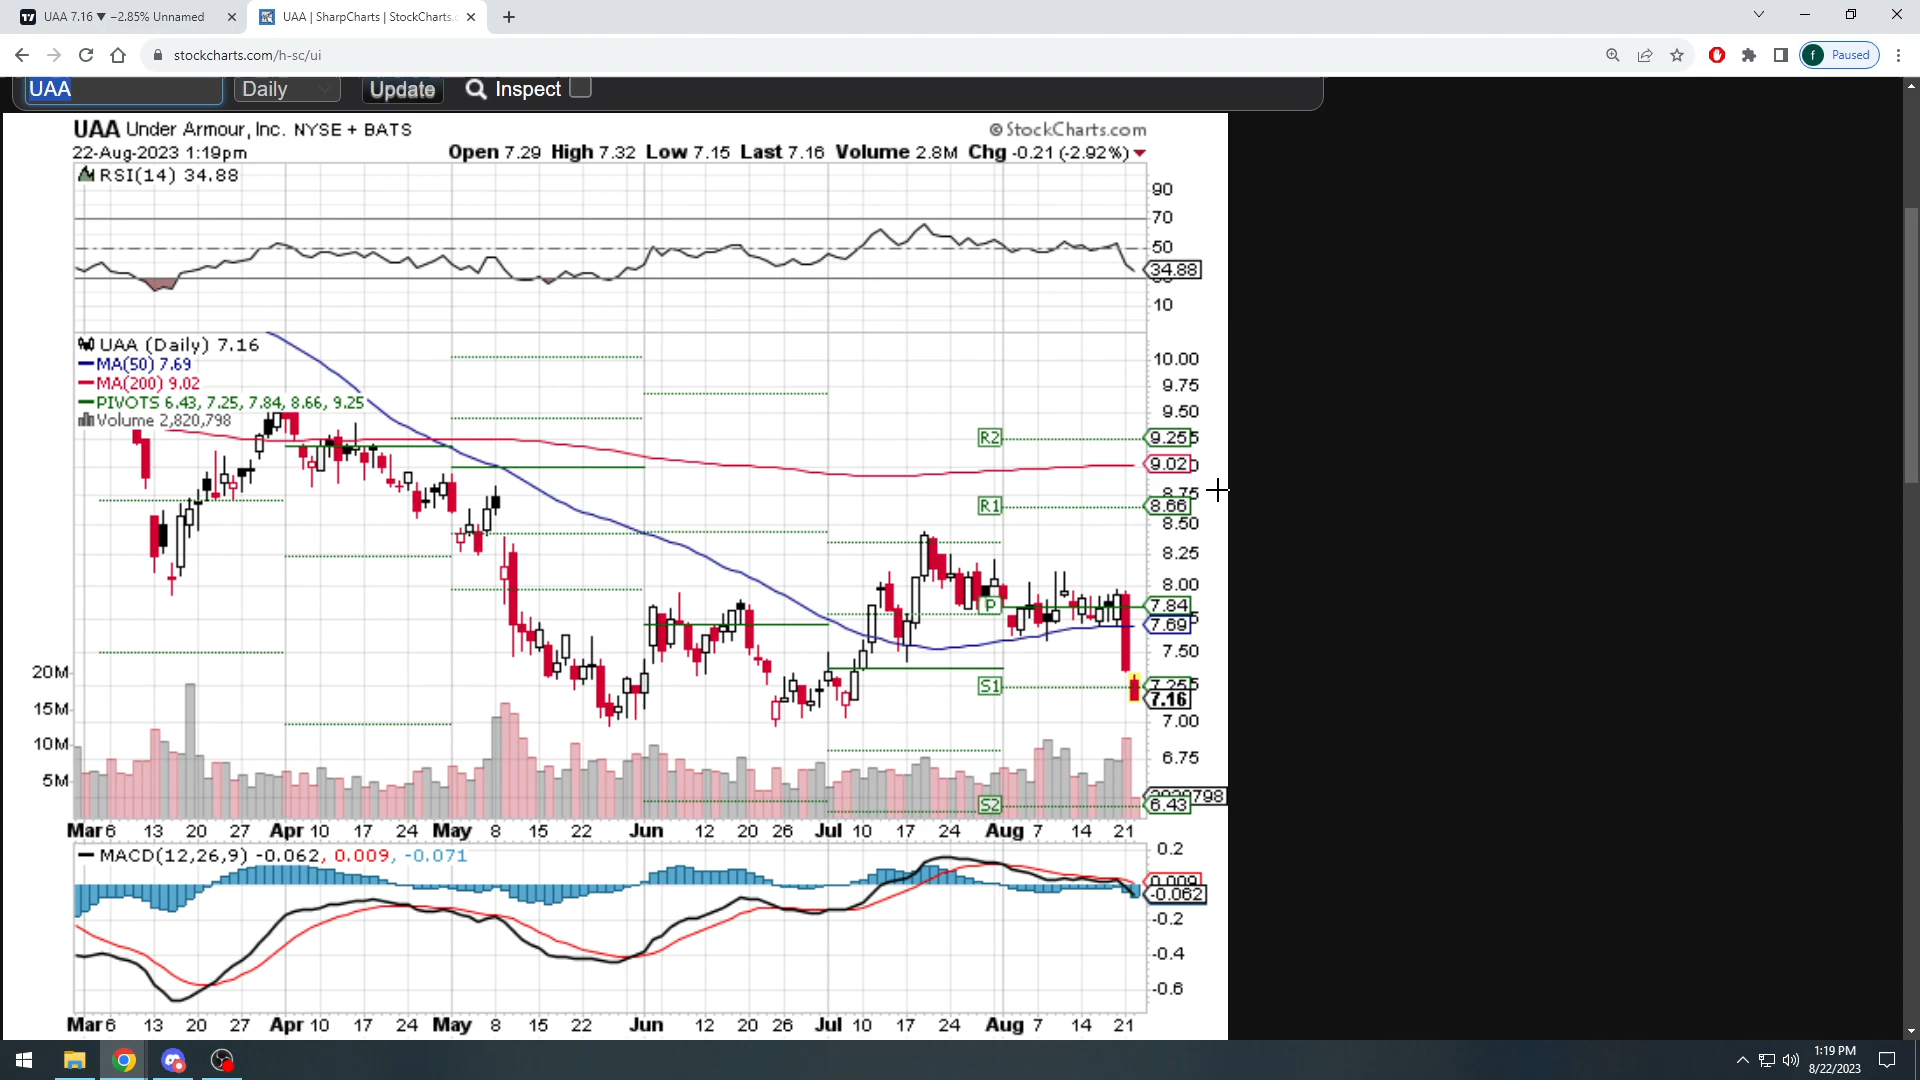 UAA 7.16 ▼ −2.85% Unnamed
UAA | SharpCharts | StockCharts.c
stockcharts.com/h-sc/ui
f Paused
UAA Daily Update Inspect
UAA Under Armour, Inc. NYSE + BATS © StockCharts.com
22-Aug-2023 1:19pm Open 7.29 High 7.32 Low 7.15 Last 7.16 Volume 2.8M Chg -0.21 (-2.92%)
RSI(14) 34.88
90
70
50
34.88
10
UAA (Daily) 7.16
MA(50) 7.69
MA(200) 9.02
PIVOTS 6.43, 7.25, 7.84, 8.66, 9.25
Volume 2,820,798
10.00
9.75
9.50
R2 9.25
9.02
8.75
R1 8.66
8.50
8.25
8.00
P 7.84
7.69
7.50
20M
S1 7.25
7.16
15M
7.00
10M
6.75
5M
S2 6.43
Mar 6 13 20 27 Apr 10 17 24 May 8 15 22 Jun 12 20 26 Jul 10 17 24 Aug 7 14 21
MACD(12,26,9) -0.062, 0.009, -0.071
0.2
0.009
-0.062
-0.2
-0.4
-0.6
Mar 6 13 20 27 Apr 10 17 24 May 8 15 22 Jun 12 20 26 Jul 10 17 24 Aug 7 14 21
1:19 PM
8/22/2023